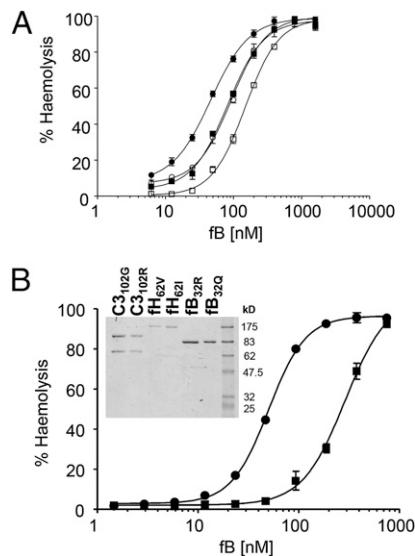 A
% Haemolysis
100
80
60
40
20
0
1 10 100 1000 10000
fB [nM]
B
C3102G C3102R fH62V fH62I fB32R fB32Q kD
175
83
62
47.5
32
25
% Haemolysis
100
80
60
40
20
0
1 10 100 1000
fB [nM]